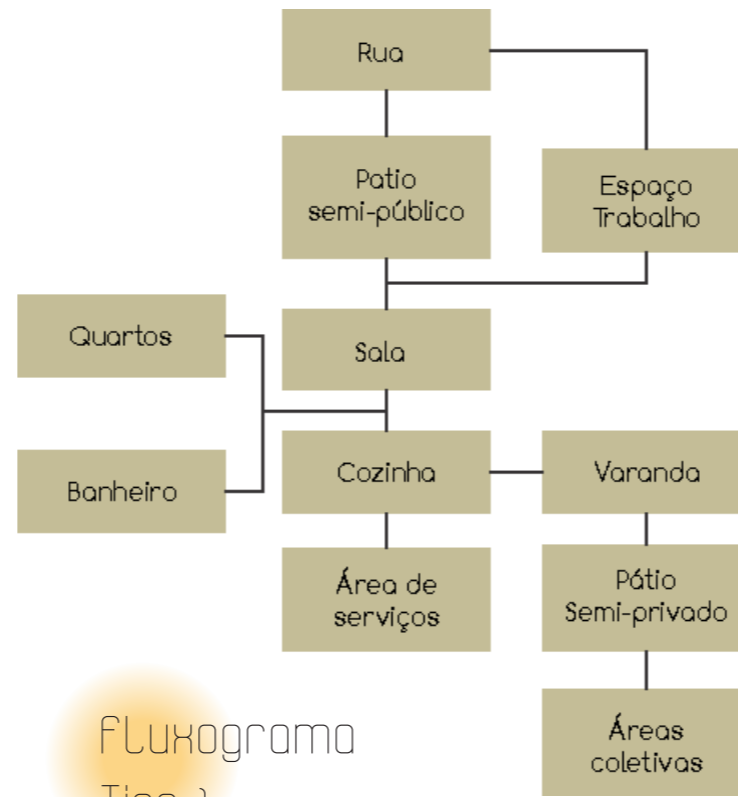 Rua
Patio
semi-público
Espaço
Trabalho
Quartos
Sala
Banheiro
Cozinha
Varanda
Área de
serviços
Pátio
Semi-privado
Áreas
coletivas
Fluxograma